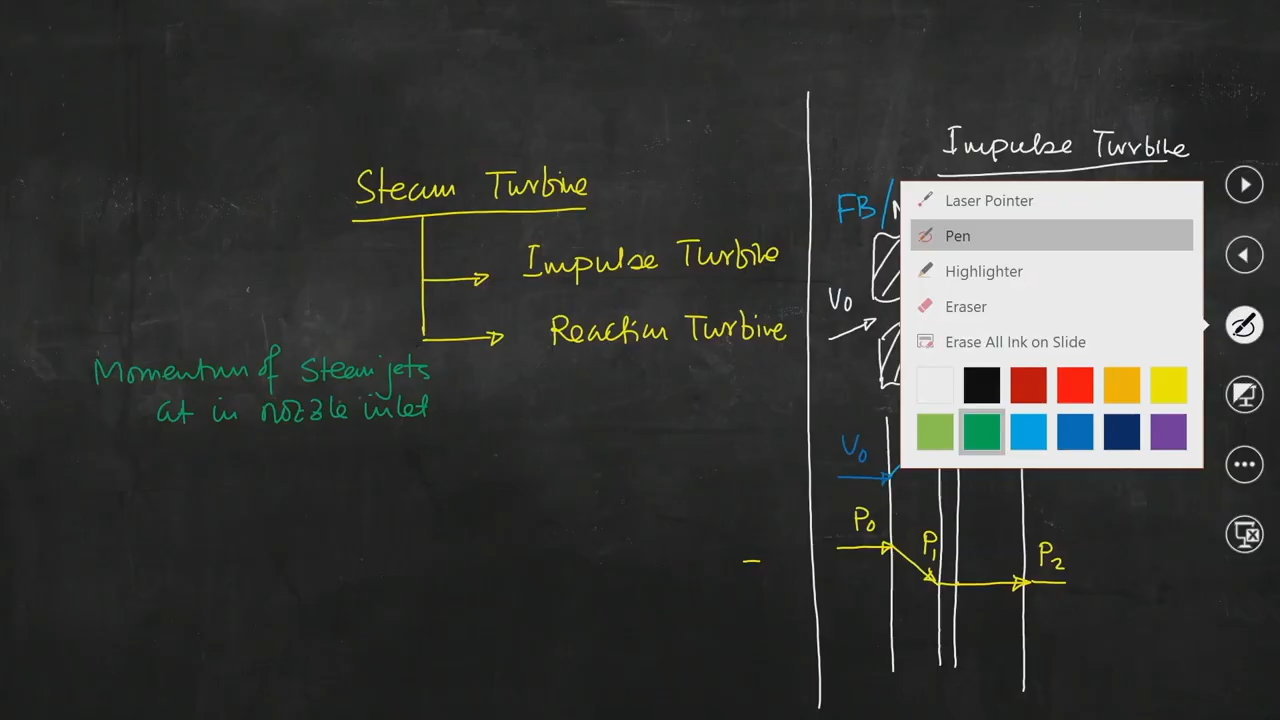 Steam Turbine
Impulse Turbine
Reaction Turbine
Momentum of Steam jets
at in nozzle inlet
Impulse Turbine
FB/
V0
V0
P0
P1
P2
Laser Pointer
Pen
Highlighter
Eraser
Erase All Ink on Slide